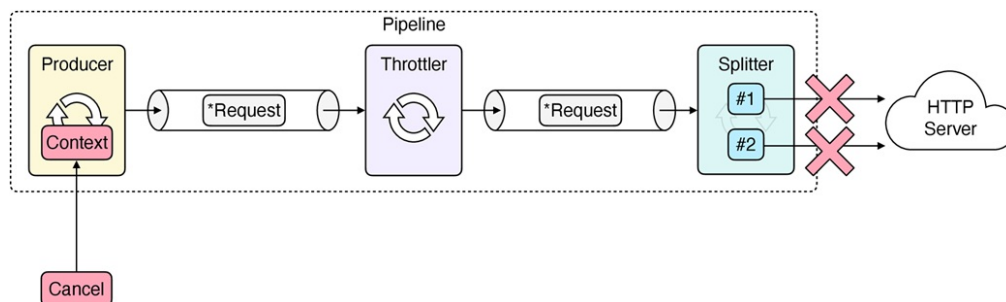 Pipeline
Producer
Context
*Request
Throttler
*Request
Splitter
#1
#2
HTTP
Server
Cancel